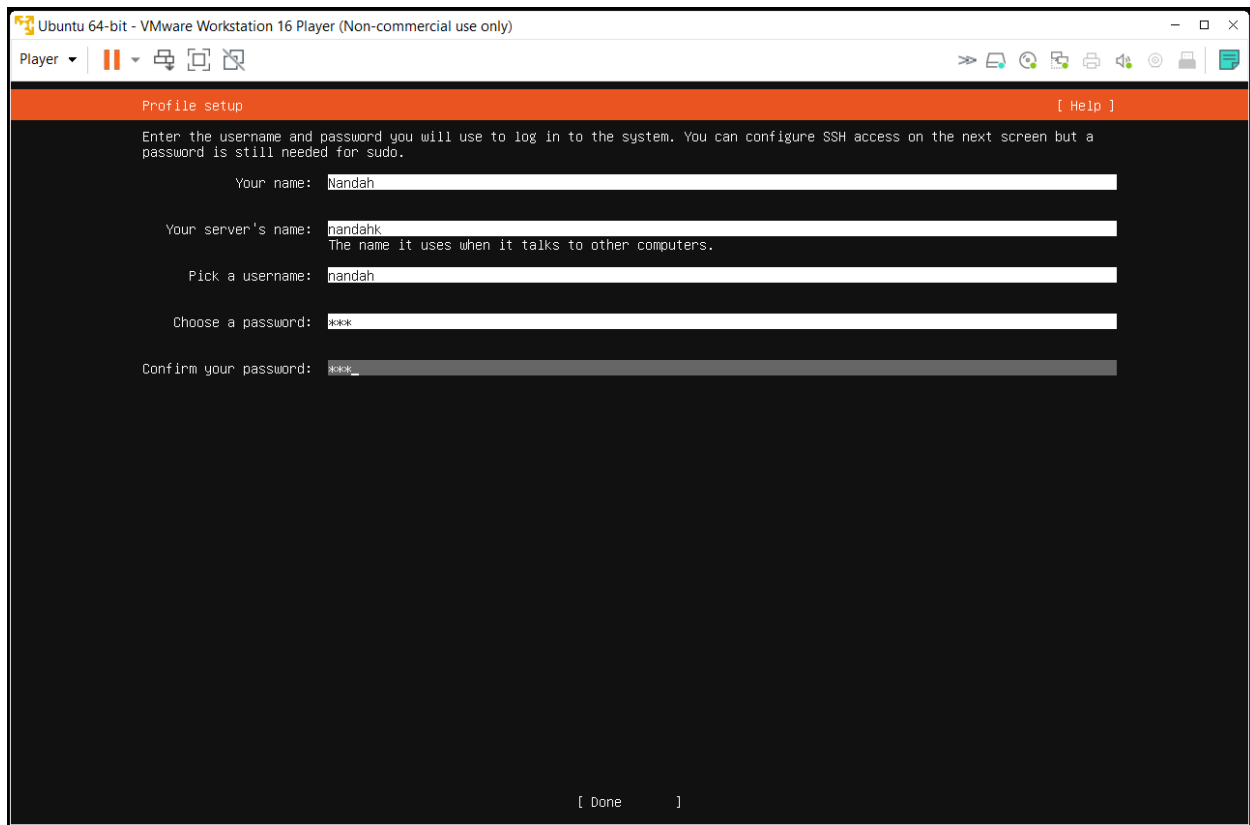 Ubuntu 64-bit - VMware Workstation 16 Player (Non-commercial use only)
Player
Profile setup [ Help ]
Enter the username and password you will use to log in to the system. You can configure SSH access on the next screen but a
password is still needed for sudo.
Your name: Nandah
Your server's name: nandahk
The name it uses when it talks to other computers.
Pick a username: nandah
Choose a password: ***
Confirm your password: ***_
[ Done ]